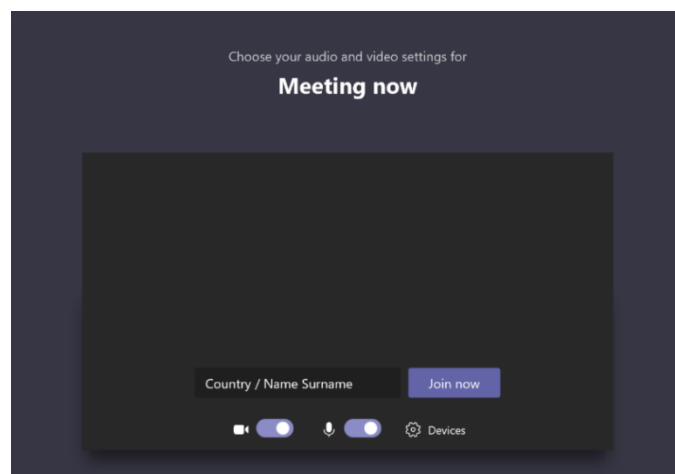 Choose your audio and video settings for
Meeting now
Country / Name Surname
Join now
Devices